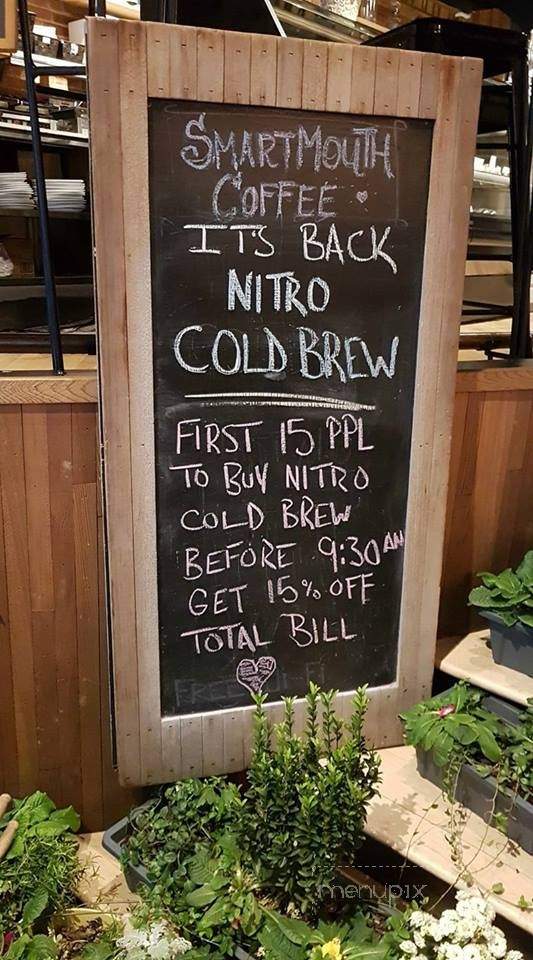 SMARTMOUTH
COFFEE
IT'S BACK
NITRO
COLD BREW
FIRST 15 PPL
TO BUY NITRO
COLD BREW
BEFORE 9:30 AM
GET 15% OFF
TOTAL BILL
menupix